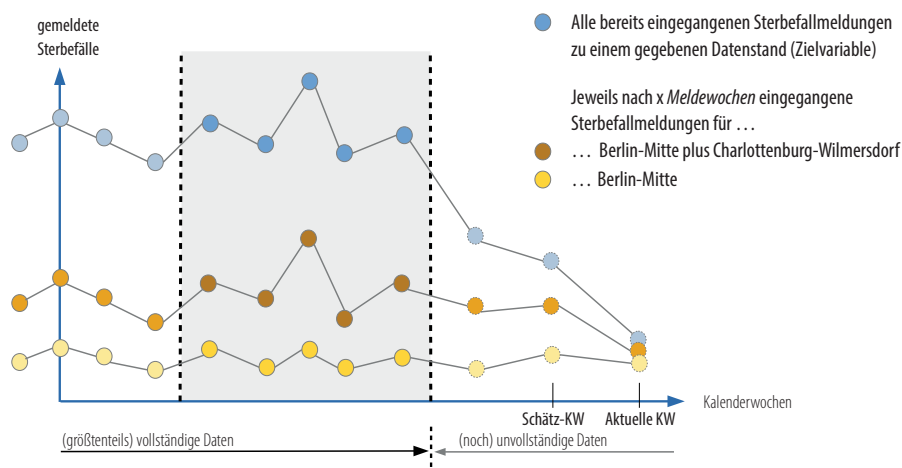 gemeldete
Sterbefälle
Alle bereits eingegangenen Sterbefallmeldungen
zu einem gegebenen Datenstand (Zielvariable)
Jeweils nach x Meldewochen eingegangene
Sterbefallmeldungen für …
… Berlin-Mitte plus Charlottenburg-Wilmersdorf
… Berlin-Mitte
Kalenderwochen
Schätz-KW
Aktuelle KW
(größtenteils) vollständige Daten
(noch) unvollständige Daten